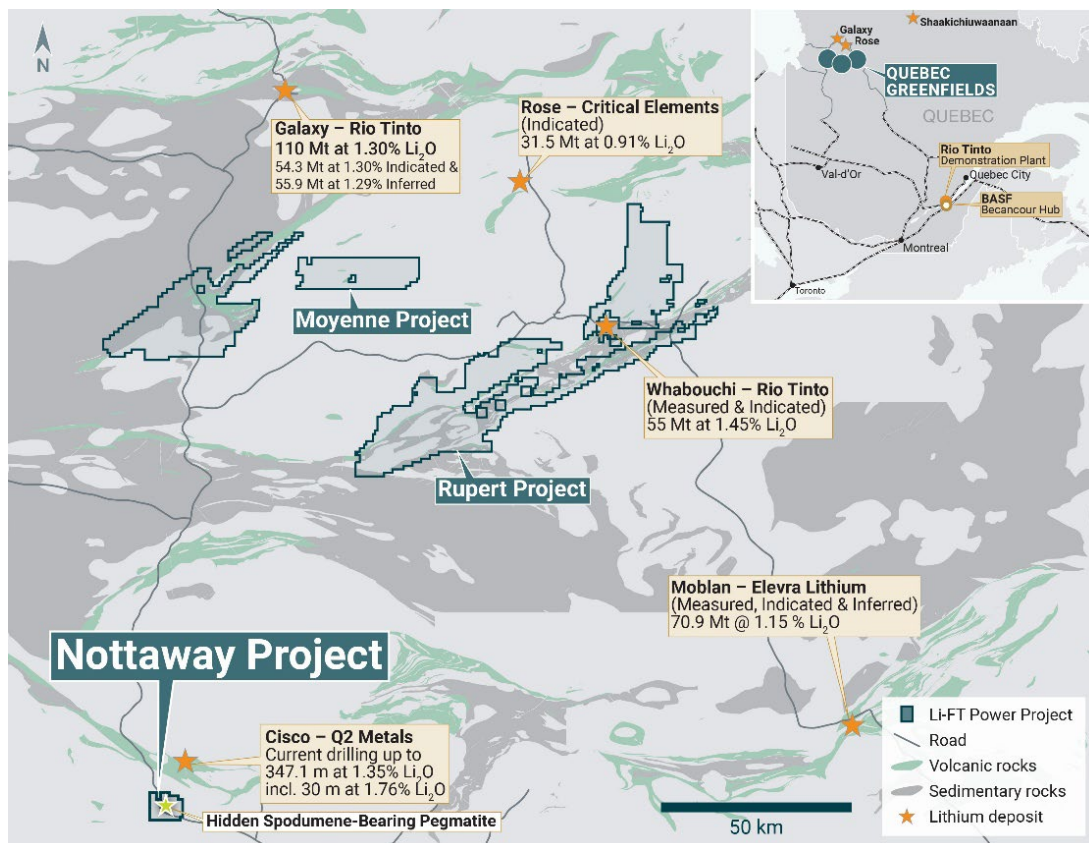 N
Galaxy – Rio Tinto
110 Mt at 1.30% Li₂O
54.3 Mt at 1.30% Indicated &
55.9 Mt at 1.29% Inferred
Rose – Critical Elements
(Indicated)
31.5 Mt at 0.91% Li₂O
Shaakichiuwaanaan
Galaxy
Rose
QUEBEC
GREENFIELDS
QUEBEC
Rio Tinto
Demonstration Plant
Val-d'Or
Quebec City
BASF
Becancour Hub
Montreal
Toronto
Moyenne Project
Whabouchi – Rio Tinto
(Measured & Indicated)
55 Mt at 1.45% Li₂O
Rupert Project
Moblan – Elevra Lithium
(Measured, Indicated & Inferred)
70.9 Mt @ 1.15 % Li₂O
Nottaway Project
Cisco – Q2 Metals
Current drilling up to
347.1 m at 1.35% Li₂O
incl. 30 m at 1.76% Li₂O
Hidden Spodumene-Bearing Pegmatite
50 km
Li-FT Power Project
Road
Volcanic rocks
Sedimentary rocks
Lithium deposit